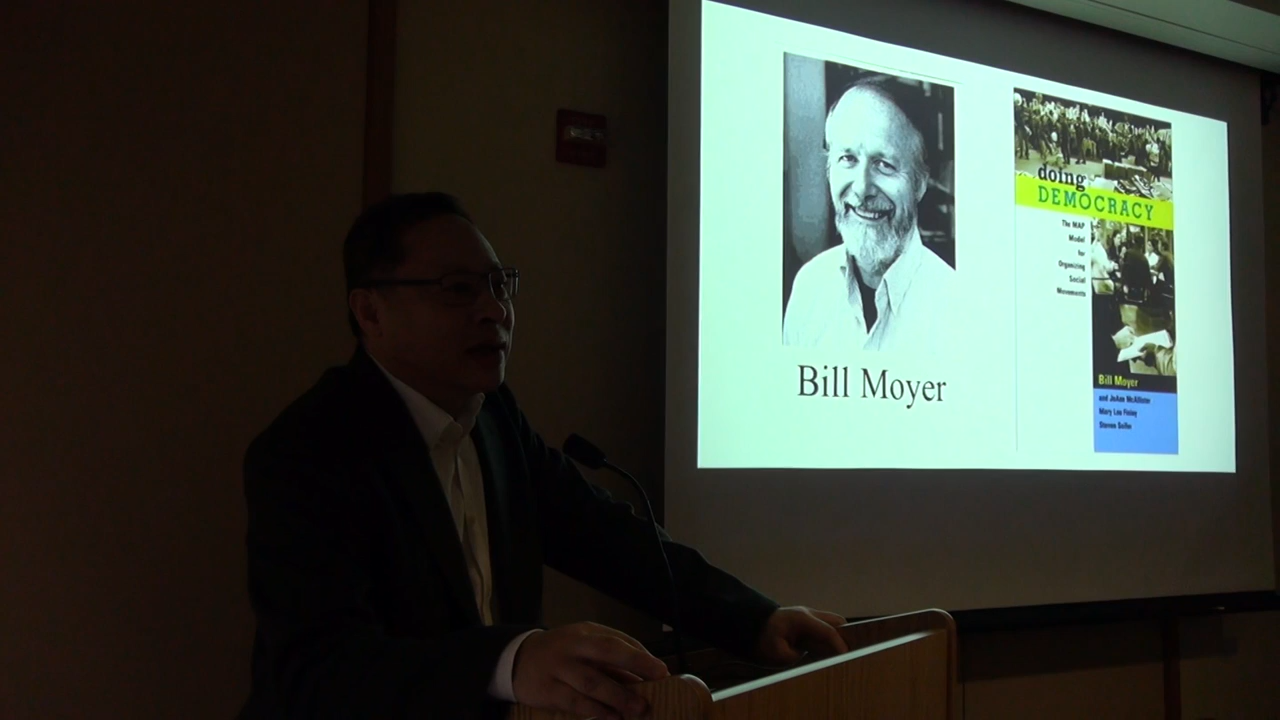 Bill Moyer
doing
DEMOCRACY
The MAP
Model
for
Organizing
Social
Movements
Bill Moyer
and JoAnn McAllister
Mary Lou Finley
Steven Soifer